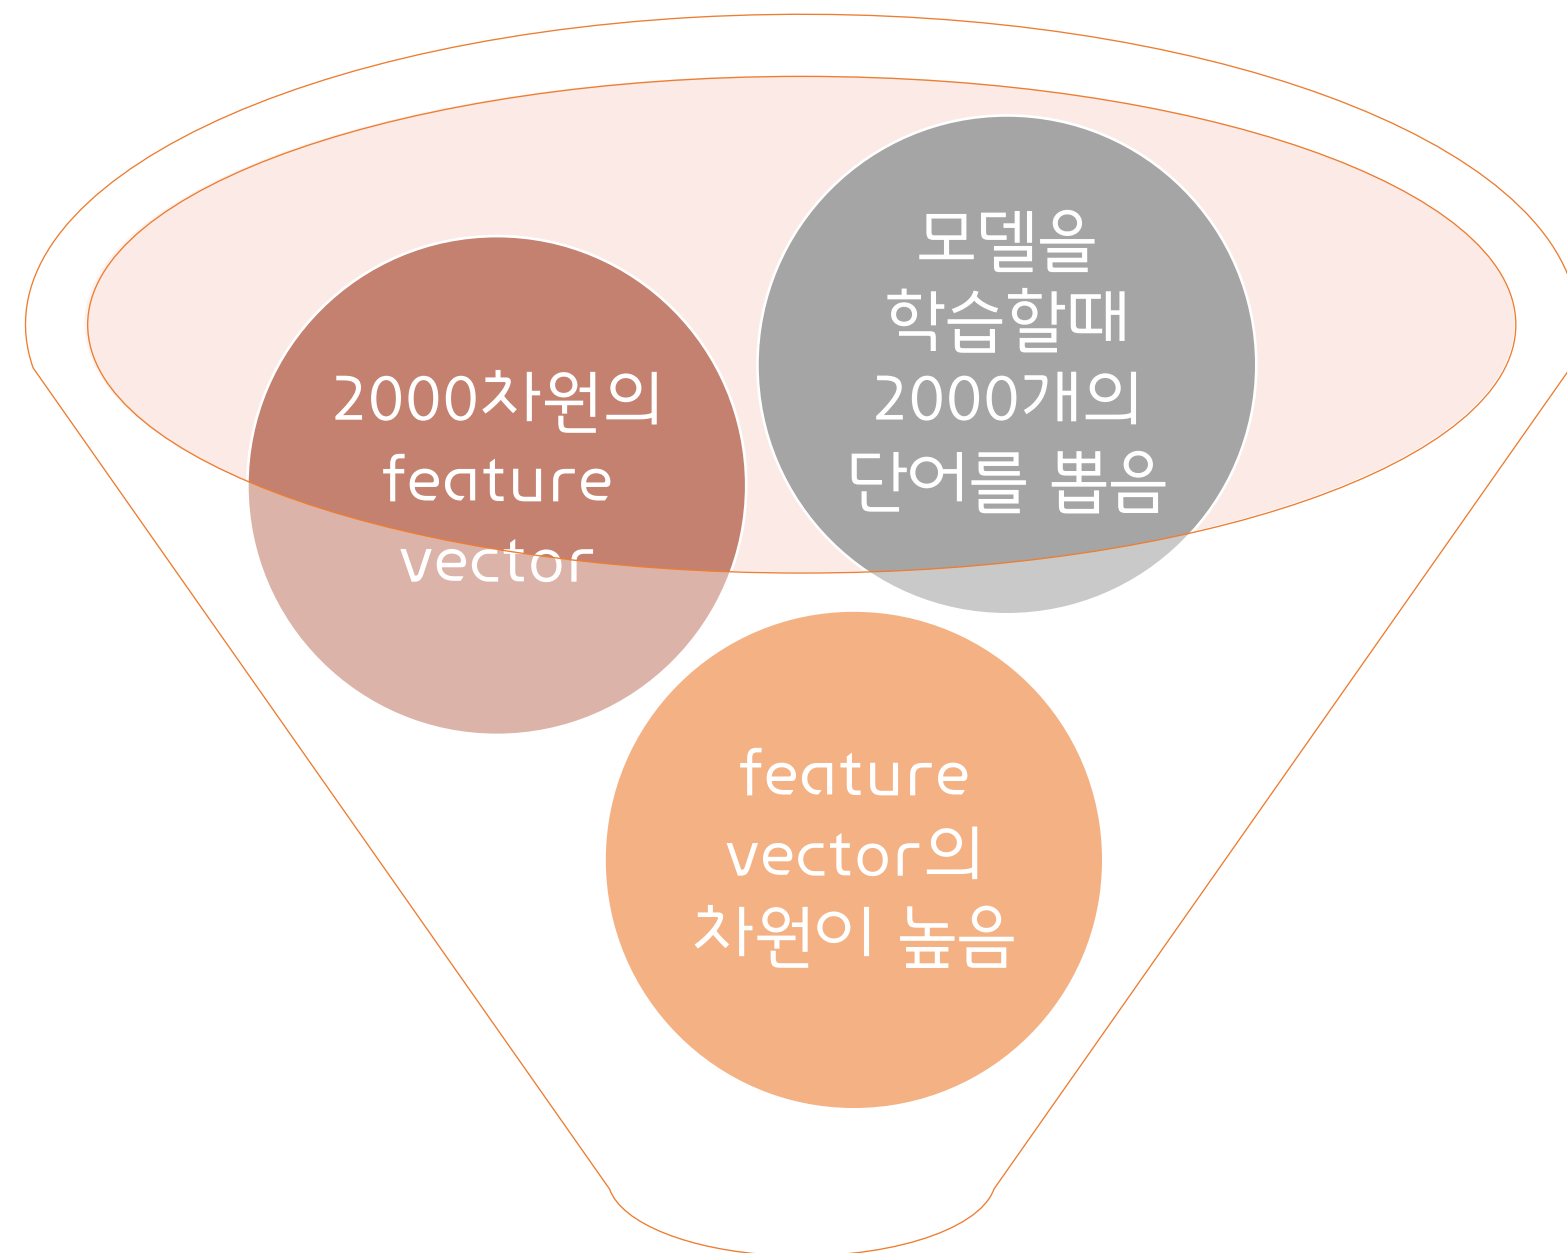 2000차원의
feature
vector
모델을
학습할때
2000개의
단어를 뽑음
feature
vector의
차원이 높음